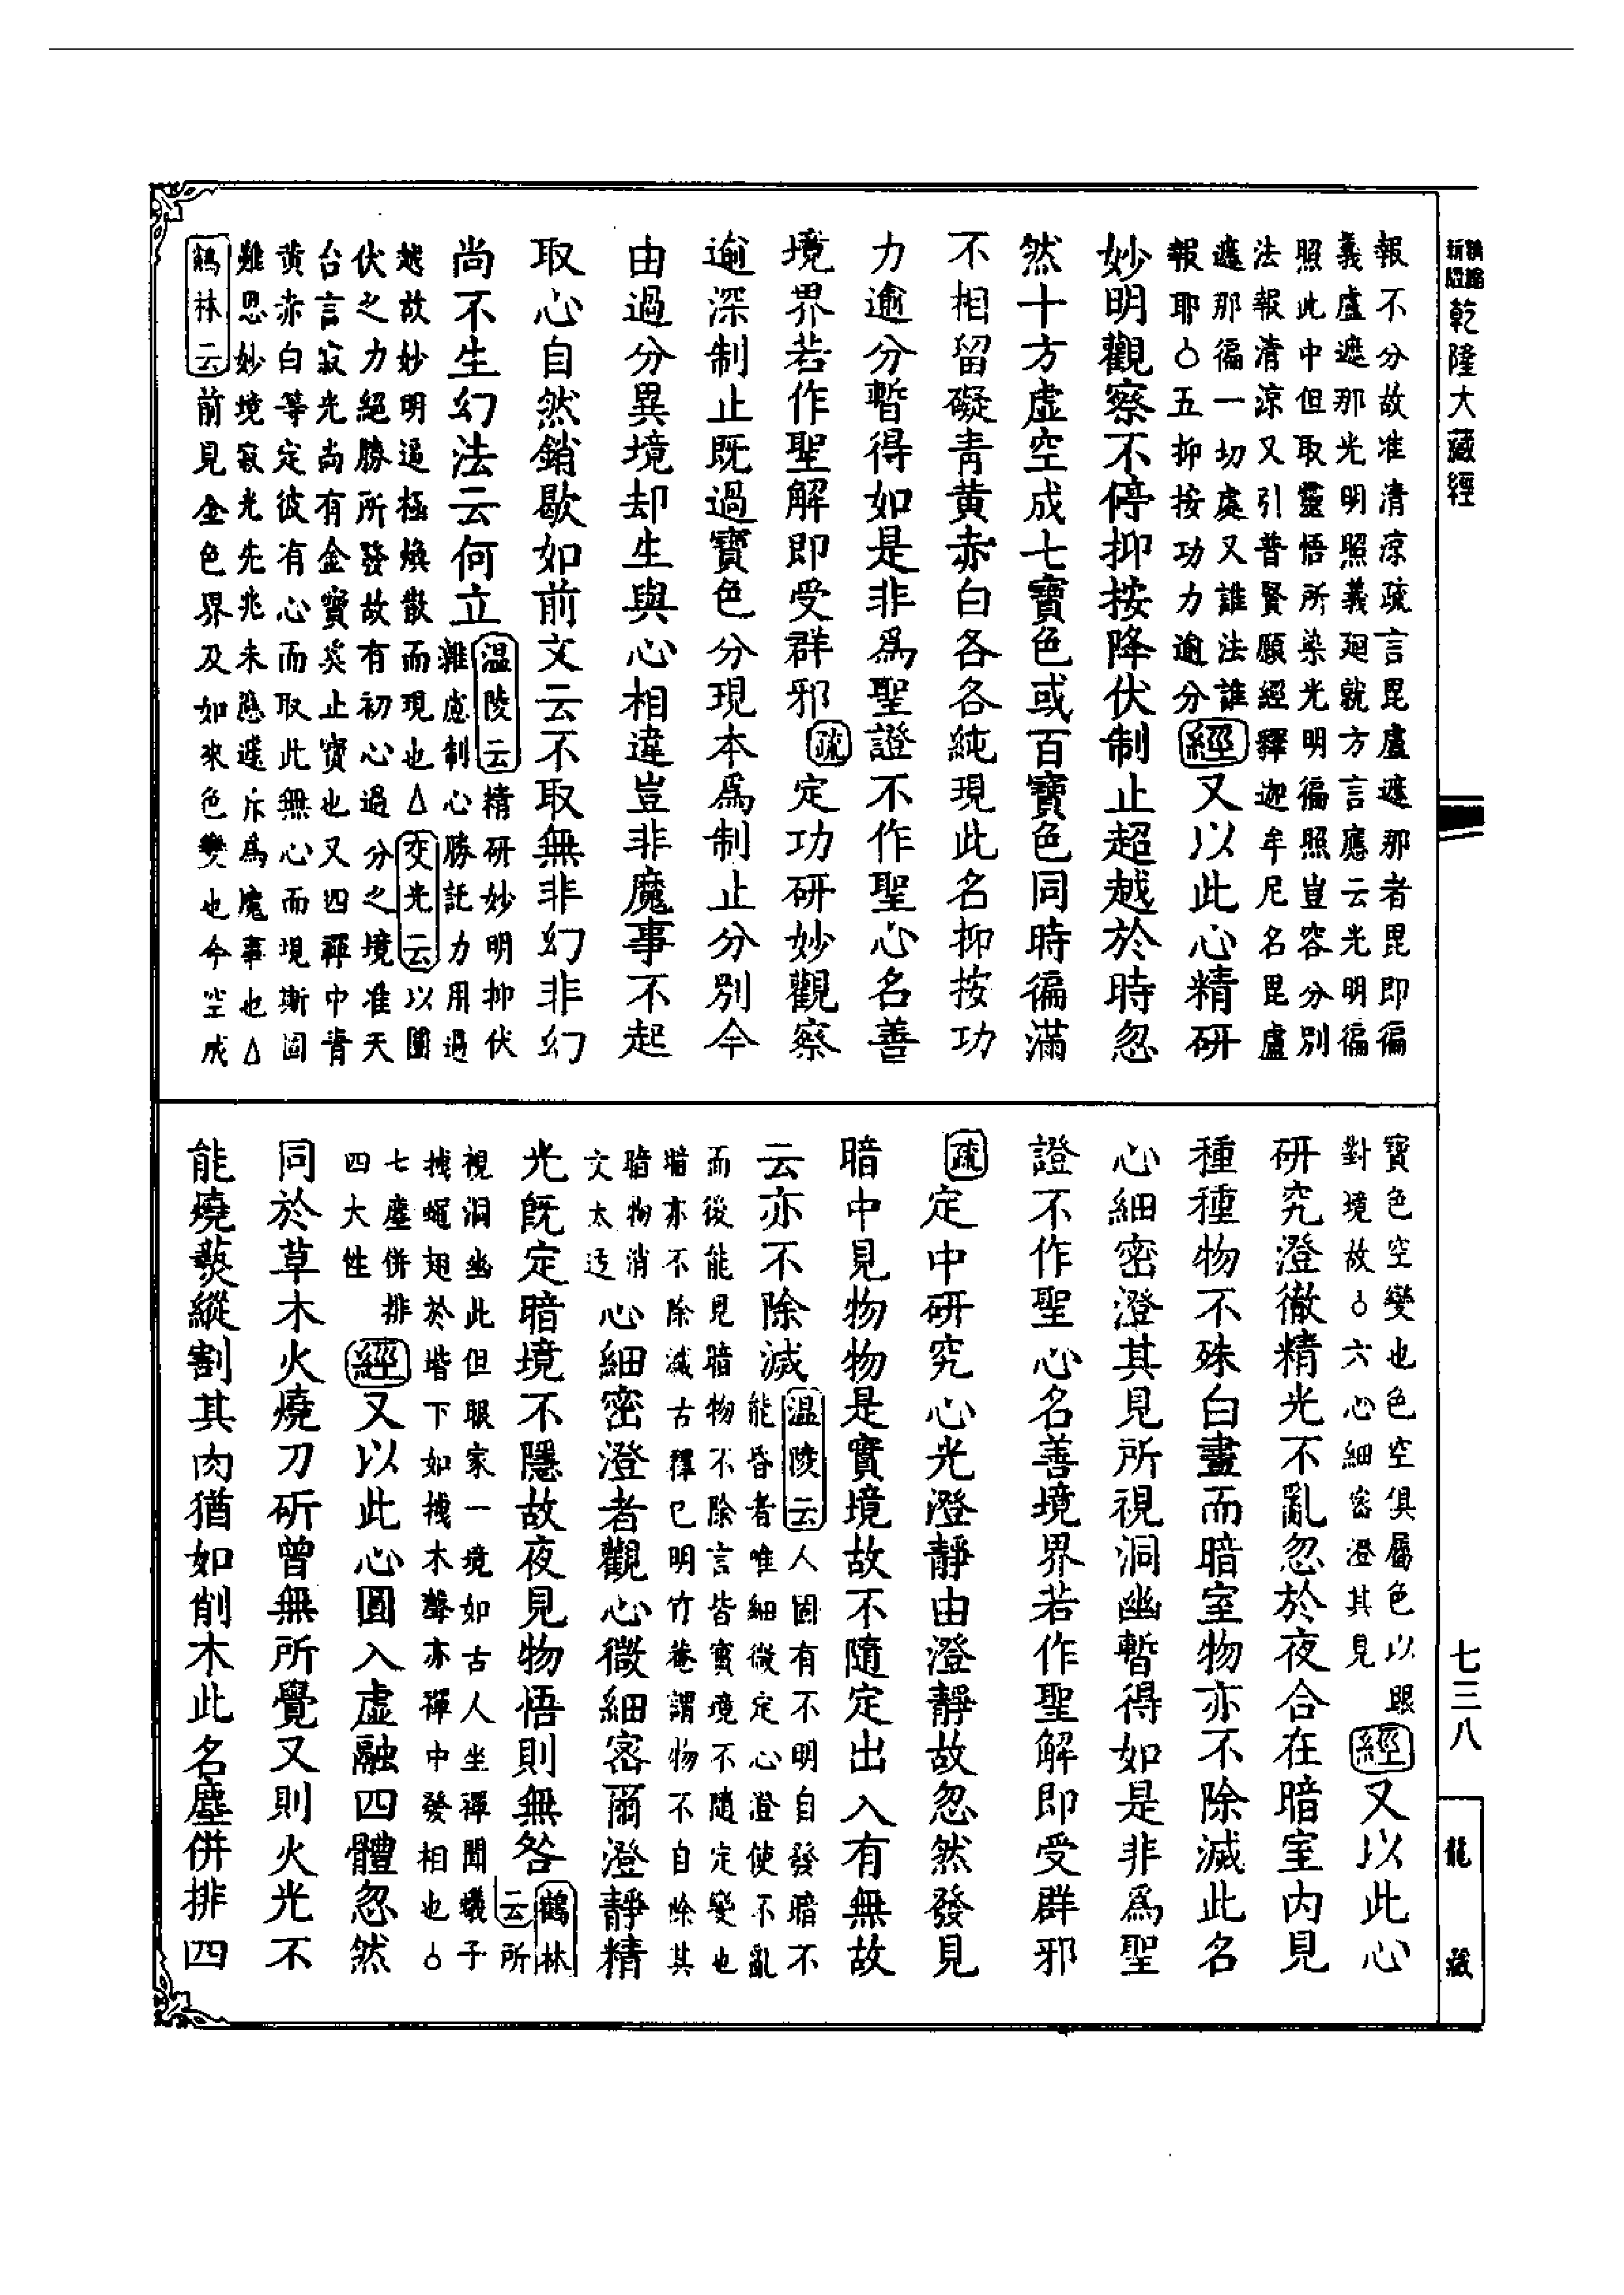 乾隆大藏經
七三八
龍藏
報不分故准清涼疏言毘盧遮那者毘即徧
義盧遮那光明照義廻就方言應云光明徧
照此中但取靈悟所染光明徧照豈容分別
法報清涼又引普賢願經釋迦牟尼名毘盧
遮那徧一切處又誰法誰
報耶○五抑按功力逾分
經又以此心精研
妙明觀察不停抑按降伏制止超越於時忽
然十方虛空成七寶色或百寶色同時徧滿
不相留礙青黃赤白各各純現此名抑按功
力逾分暫得如是非爲聖證不作聖心名善
境界若作聖解即受群邪疏定功研妙觀察
逾深制止既過寶色分現本爲制止分別今
由過分異境却生與心相違豈非魔事不起
取心自然銷歇如前文云不取無非幻非幻
尚不生幻法云何立
温陵云精研妙明抑伏
雜慮制心勝託力用過
越故妙明逼極煥散而現也△交光云以圓
伏之力絕勝所發故有初心過分之境准天
台言寂光尚有金寶矣止寶也又四禪中青
黃赤白等定彼有心而取此無心而現斯固
難思妙境寂光先兆未應遽斥爲魔事也△
鶴林云前見金色界及如來色變也今空成
寶色空變也色空俱屬色以眼
對境故○六心細密澄其見
經又以此心
研究澄徹精光不亂忽於夜合在暗室內見
種種物不殊白晝而暗室物亦不除滅此名
心細密澄其見所視洞幽暫得如是非爲聖
證不作聖心名善境界若作聖解即受群邪
疏定中研究心光澄靜由澄靜故忽然發見
暗中見物物是實境故不隨定出入有無故
云亦不除滅
温陵云人固有不明自發暗不
能昏者唯細微定心澄使不亂
而後能見暗物不除言皆實境不隨定變也
暗亦不除滅古釋已明竹菴謂物不自除其
暗物消
文太迂
心細密澄者觀心微細密爾澄靜精
光既定暗境不隱故夜見物悟則無咎
鶴林云所
視洞幽此但眼家一境如古人坐禪聞蟻子
拽蠅翅於堦下如拽木聲亦禪中發相也○
七塵併排
四大性
經又以此心圓入虛融四體忽然
同於草木火燒刀斫曾無所覺又則火光不
能燒爇縱割其肉猶如削木此名塵併排四